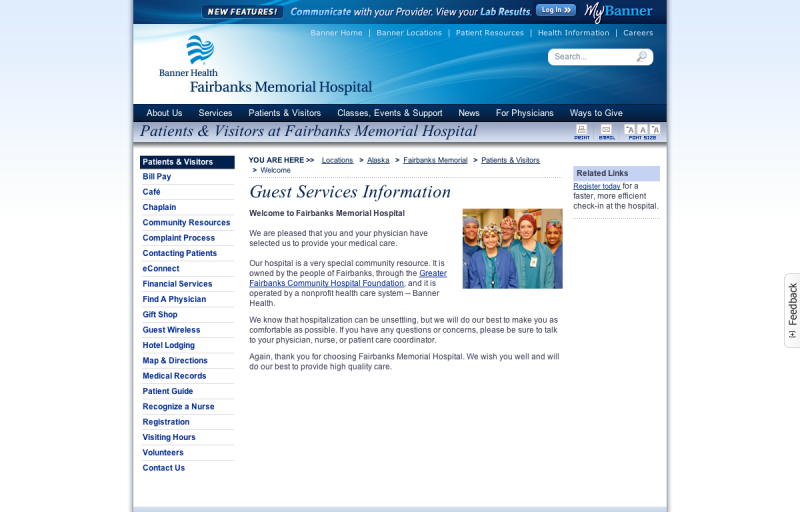 NEW FEATURES! Communicate with your Provider. View your Lab Results. Log In >> MyBanner
Banner Home | Banner Locations | Patient Resources | Health Information | Careers
Search...
Banner Health
Fairbanks Memorial Hospital
About Us Services Patients & Visitors Classes, Events & Support News For Physicians Ways to Give
Patients & Visitors at Fairbanks Memorial Hospital
PRINT EMAIL FONT SIZE
Patients & Visitors
Bill Pay
Café
Chaplain
Community Resources
Complaint Process
Contacting Patients
eConnect
Financial Services
Find A Physician
Gift Shop
Guest Wireless
Hotel Lodging
Map & Directions
Medical Records
Patient Guide
Recognize a Nurse
Registration
Visiting Hours
Volunteers
Contact Us
YOU ARE HERE >> Locations > Alaska > Fairbanks Memorial > Patients & Visitors
> Welcome
Guest Services Information
Welcome to Fairbanks Memorial Hospital
We are pleased that you and your physician have
selected us to provide your medical care.
Our hospital is a very special community resource. It is
owned by the people of Fairbanks, through the Greater
Fairbanks Community Hospital Foundation, and it is
operated by a nonprofit health care system -- Banner
Health.
We know that hospitalization can be unsettling, but we will do our best to make you as
comfortable as possible. If you have any questions or concerns, please be sure to talk
to your physician, nurse, or patient care coordinator.
Again, thank you for choosing Fairbanks Memorial Hospital. We wish you well and will
do our best to provide high quality care.
Related Links
Register today for a
faster, more efficient
check-in at the hospital.
[+] Feedback